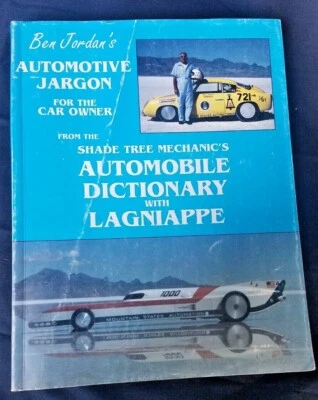 Ben Jordan's
AUTOMOTIVE
JARGON
FOR THE
CAR OWNER
FROM THE
SHADE TREE MECHANIC'S
AUTOMOBILE
DICTIONARY
WITH
LAGNIAPPE
721
1000